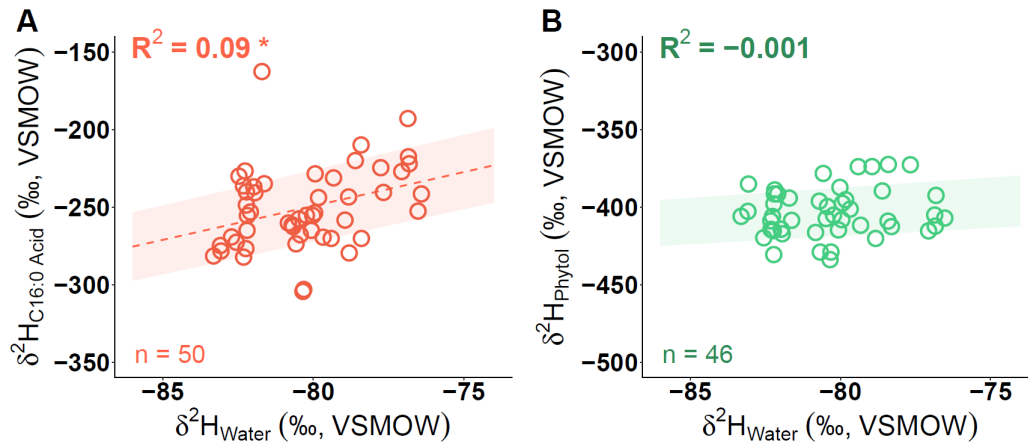 A
R² = 0.09 *
−150
−200
−250
−300
−350
δ²H C16:0 Acid (‰, VSMOW)
n = 50
−85
−80
−75
δ²H Water (‰, VSMOW)
B
R² = −0.001
−300
−350
−400
−450
−500
δ²H Phytol (‰, VSMOW)
n = 46
−85
−80
−75
δ²H Water (‰, VSMOW)